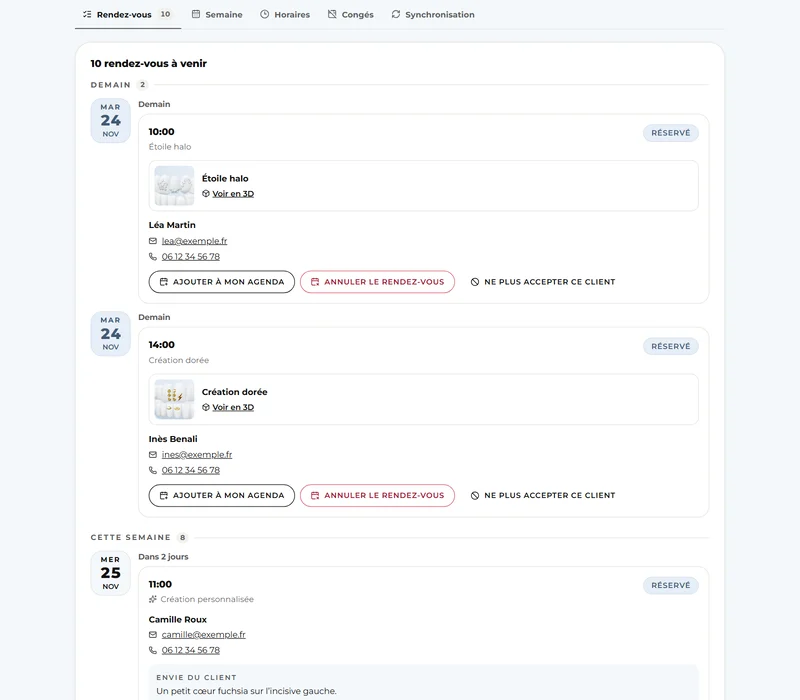 Rendez-vous 10 Semaine Horaires Congés Synchronisation
10 rendez-vous à venir
DEMAIN 2
MAR
24
NOV
Demain
10:00
RÉSERVÉ
Étoile halo
Étoile halo
Voir en 3D
Léa Martin
lea@exemple.fr
06 12 34 56 78
AJOUTER À MON AGENDA ANNULER LE RENDEZ-VOUS NE PLUS ACCEPTER CE CLIENT
MAR
24
NOV
Demain
14:00
RÉSERVÉ
Création dorée
Création dorée
Voir en 3D
Inès Benali
ines@exemple.fr
06 12 34 56 78
AJOUTER À MON AGENDA ANNULER LE RENDEZ-VOUS NE PLUS ACCEPTER CE CLIENT
CETTE SEMAINE 8
MER
25
NOV
Dans 2 jours
11:00
RÉSERVÉ
Création personnalisée
Camille Roux
camille@exemple.fr
06 12 34 56 78
ENVIE DU CLIENT
Un petit cœur fuchsia sur l'incisive gauche.